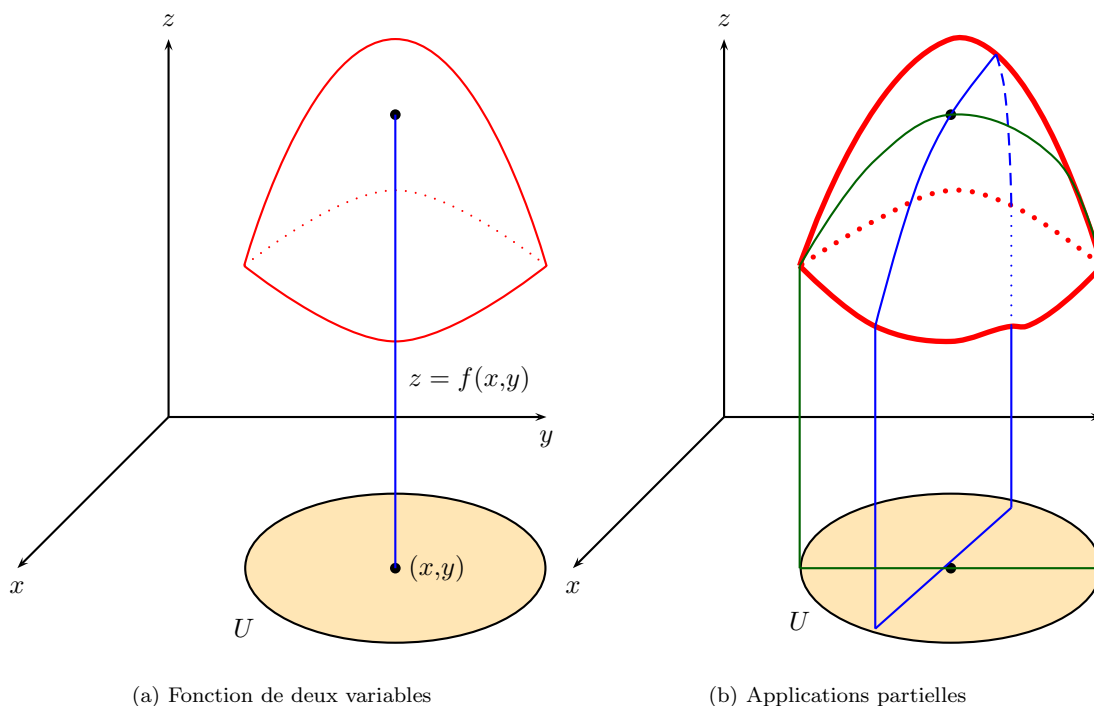 z
z
z = f(x,y)
y
x
x
(x,y)
U
U
(a) Fonction de deux variables
(b) Applications partielles